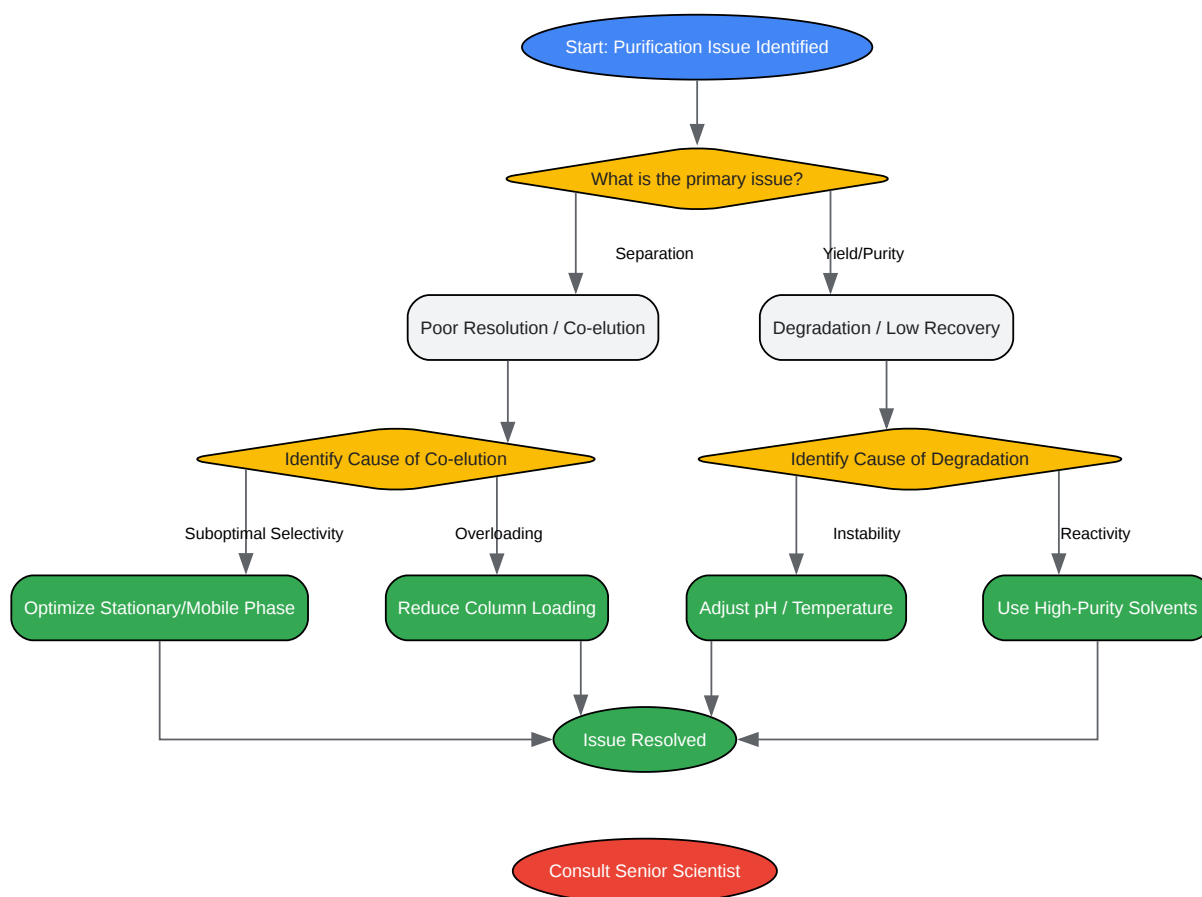 Start: Purification Issue Identified
What is the primary issue?
Separation
Yield/Purity
Poor Resolution / Co-elution
Degradation / Low Recovery
Identify Cause of Co-elution
Identify Cause of Degradation
Suboptimal Selectivity
Overloading
Instability
Reactivity
Optimize Stationary/Mobile Phase
Reduce Column Loading
Adjust pH / Temperature
Use High-Purity Solvents
Issue Resolved
Consult Senior Scientist